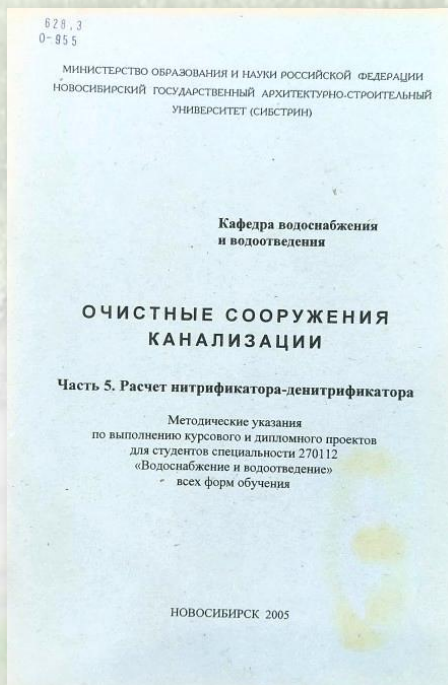 628,3
О-955
МИНИСТЕРСТВО ОБРАЗОВАНИЯ И НАУКИ РОССИЙСКОЙ ФЕДЕРАЦИИ
НОВОСИБИРСКИЙ ГОСУДАРСТВЕННЫЙ АРХИТЕКТУРНО-СТРОИТЕЛЬНЫЙ
УНИВЕРСИТЕТ (СИБСТРИН)
Кафедра водоснабжения
и водоотведения
ОЧИСТНЫЕ СООРУЖЕНИЯ
КАНАЛИЗАЦИИ
Часть 5. Расчет нитрификатора-денитрификатора
Методические указания
по выполнению курсового и дипломного проектов
для студентов специальности 270112
«Водоснабжение и водоотведение»
всех форм обучения
НОВОСИБИРСК 2005